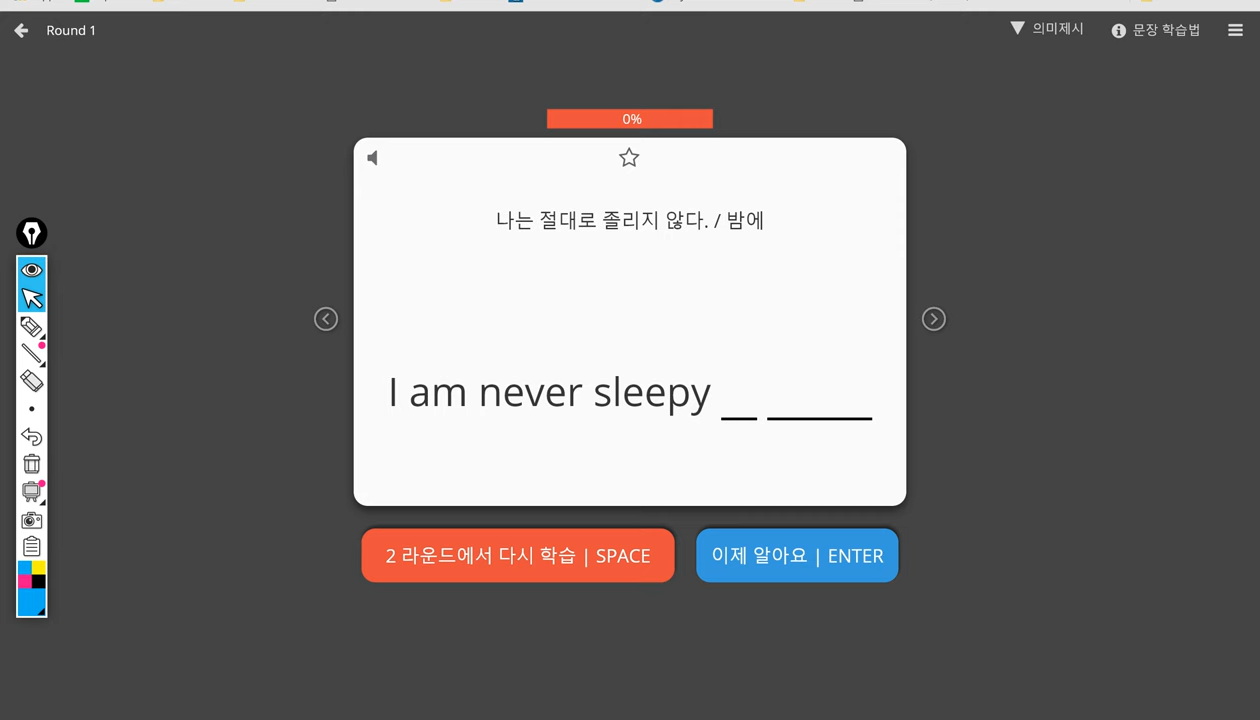 Round 1
의미제시
문장 학습법
0%
나는 절대로 졸리지 않다. / 밤에
I am never sleepy __ _____
2 라운드에서 다시 학습 | SPACE
이제 알아요 | ENTER